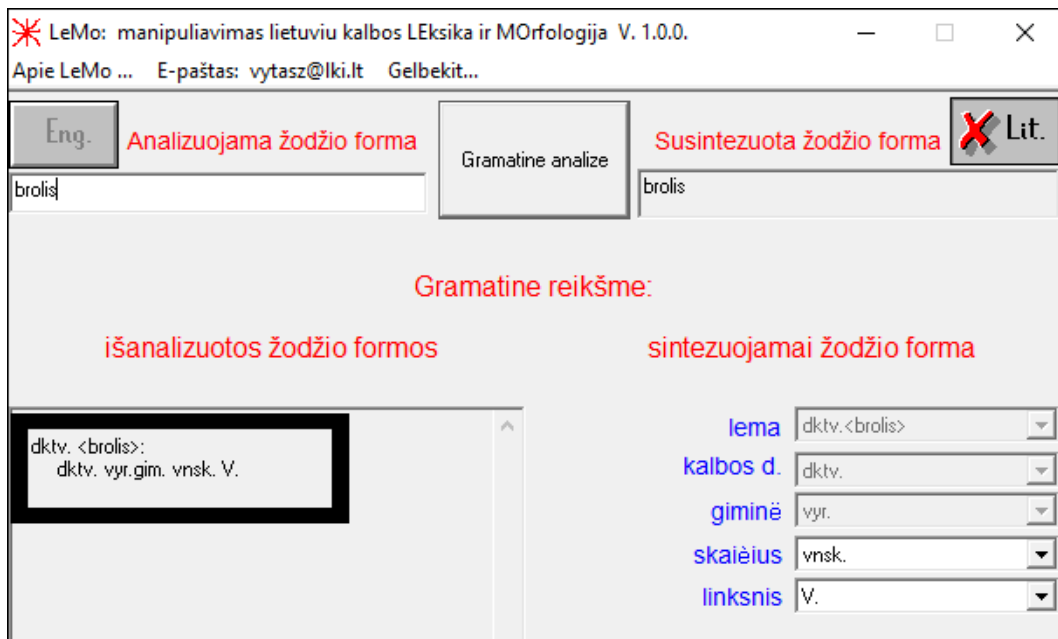 LeMo: manipuliavimas lietuviu kalbos LEksika ir MOrfologija V. 1.0.0.
Apie LeMo ... E-paštas: vytasz@lki.lt Gelbekit...
Eng.
Analizuojama žodžio forma
Gramatine analize
Susintezuota žodžio forma
Lit.
brolis
brolis
Gramatine reikšme:
išanalizuotos žodžio formos
sintezuojamai žodžio forma
dktv. <brolis>:
dktv. vyr.gim. vnsk. V.
lema dktv.<brolis>
kalbos d. dktv.
giminë vyr.
skaièius vnsk.
linksnis V.